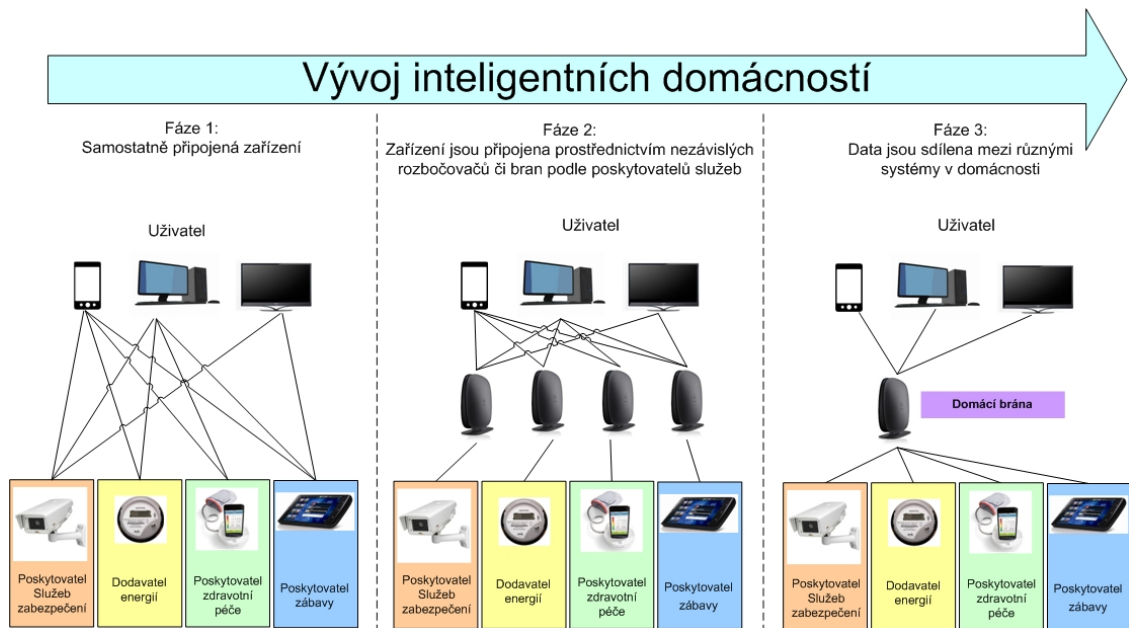 Vývoj inteligentních domácností
Fáze 1:
Samostatně připojená zařízení
Uživatel
Poskytovatel
Služeb
zabezpečení
Dodavatel
energií
Poskytovatel
zdravotní
péče
Poskytovatel
zábavy
Fáze 2:
Zařízení jsou připojena prostřednictvím nezávislých
rozbočovačů či bran podle poskytovatelů služeb
Uživatel
Poskytovatel
Služeb
zabezpečení
Dodavatel
energií
Poskytovatel
zdravotní
péče
Poskytovatel
zábavy
Fáze 3:
Data jsou sdílena mezi různými
systémy v domácnosti
Uživatel
Domácí brána
Poskytovatel
Služeb
zabezpečení
Dodavatel
energií
Poskytovatel
zdravotní
péče
Poskytovatel
zábavy